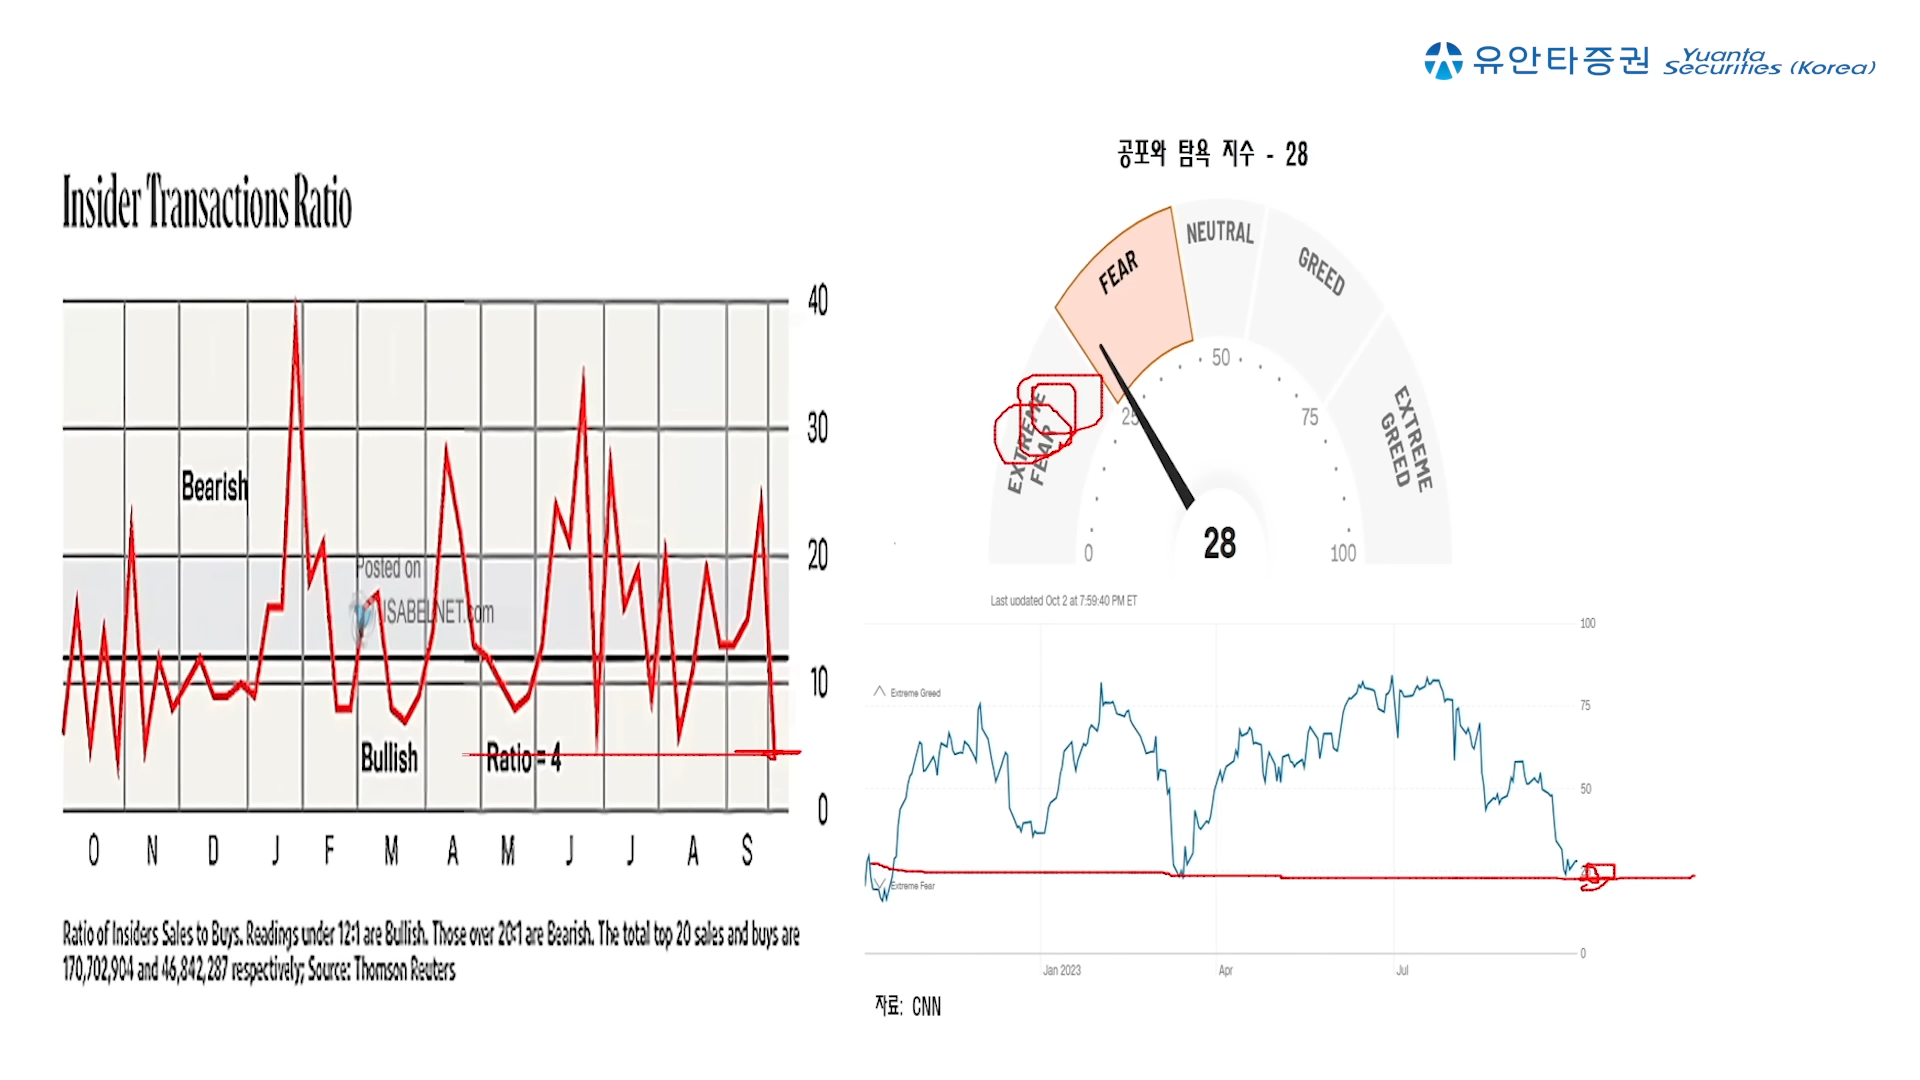 유안타증권 Yuanta Securities (Korea)
Insider Transactions Ratio
40
30
20
10
0
Bearish
Posted on
ISABELNET.com
Bullish
Ratio = 4
O N D J F M A M J J A S
Ratio of Insiders Sales to Buys. Readings under 12:1 are Bullish. Those over 20:1 are Bearish. The total top 20 sales and buys are
170,702,904 and 46,842,287 respectively; Source: Thomson Reuters
공포와 탐욕 지수 - 28
EXTREME FEAR
FEAR
NEUTRAL
GREED
EXTREME GREED
0
25
50
75
100
28
Last updated Oct 2 at 7:59:40 PM ET
100
Extreme Greed
75
50
Extreme Fear
0
Jan 2023
Apr
Jul
자료: CNN